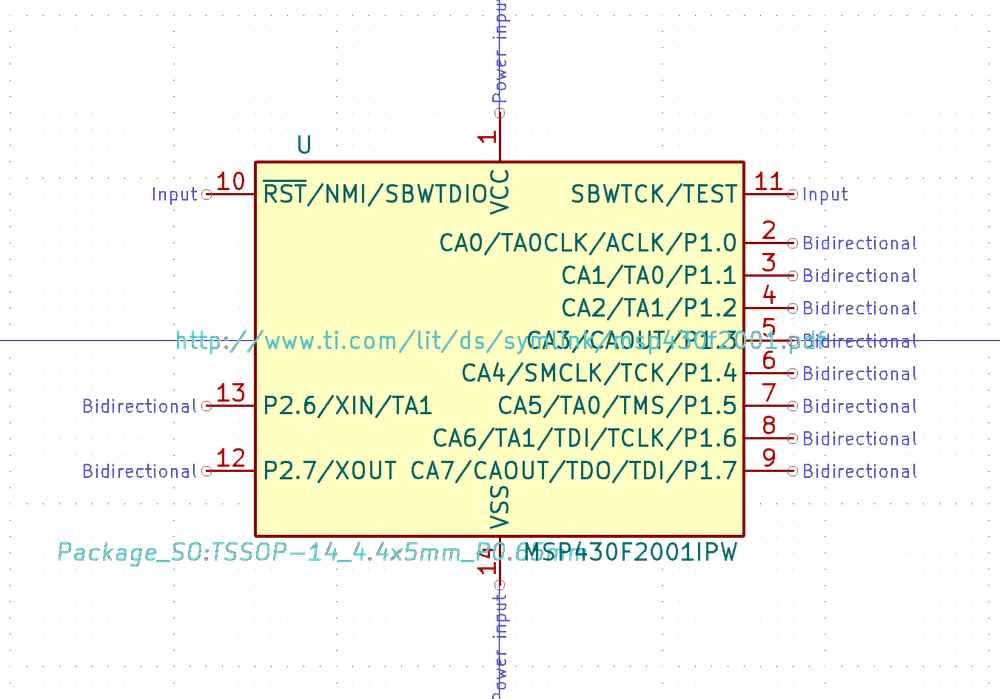 Power input
1
U
VCC
10 RST/NMI/SBWTDIO
Input
SBWTCK/TEST 11
Input
CA0/TA0CLK/ACLK/P1.0 2
Bidirectional
CA1/TA0/P1.1 3
Bidirectional
CA2/TA1/P1.2 4
Bidirectional
http://www.ti.com/lit/ds/symlink/msp430f2001.pdf
CA3/CAOUT/P1.3 5
Bidirectional
CA4/SMCLK/TCK/P1.4 6
Bidirectional
Bidirectional
13 P2.6/XIN/TA1
CA5/TA0/TMS/P1.5 7
Bidirectional
CA6/TA1/TDI/TCLK/P1.6 8
Bidirectional
Bidirectional
12 P2.7/XOUT
CA7/CAOUT/TDO/TDI/P1.7 9
Bidirectional
VSS
Package_SO:TSSOP-14_4.4x5mm_P0.65mm
MSP430F2001IPW
14
Power input